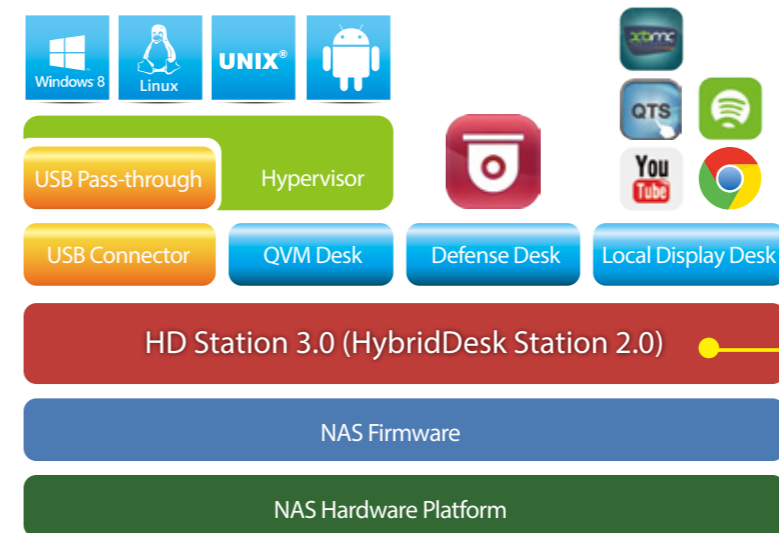 Windows 8
Linux
UNIX®
xbmc
QTS
You
Tube
USB Pass-through
Hypervisor
USB Connector
QVM Desk
Defense Desk
Local Display Desk
HD Station 3.0 (HybridDesk Station 2.0)
NAS Firmware
NAS Hardware Platform